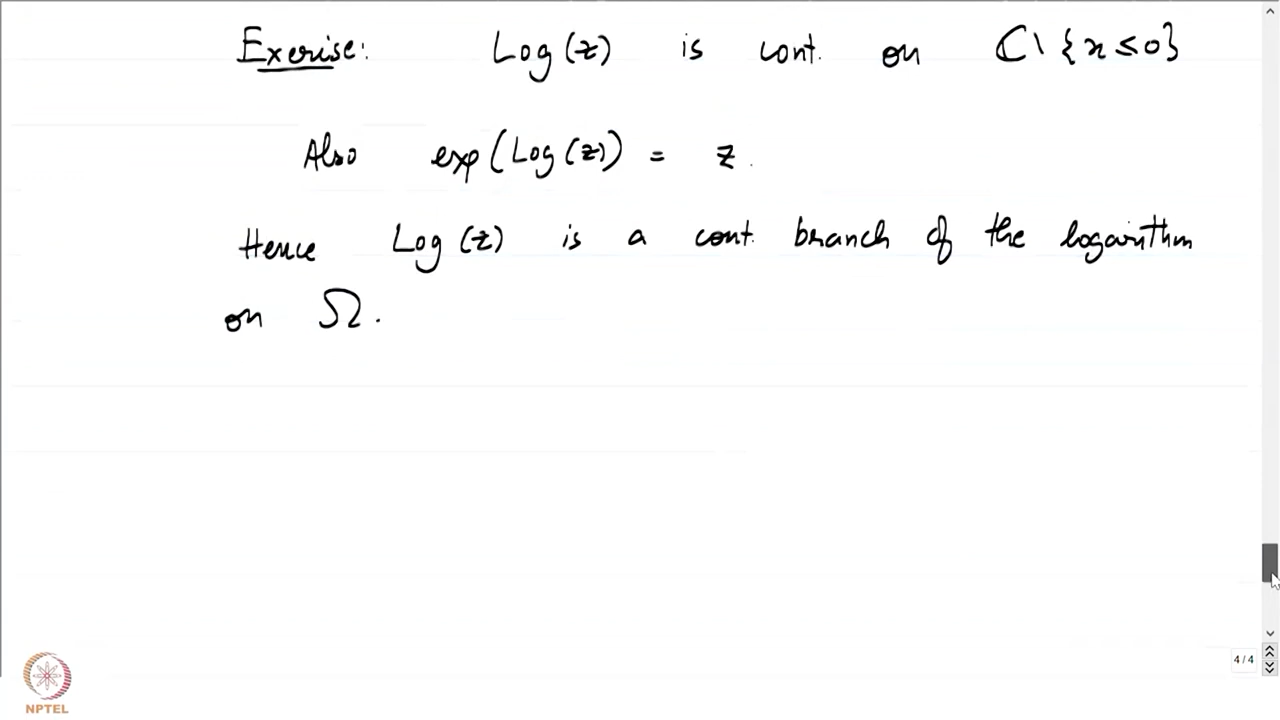 Exerise: Log(z) is cont. on ℂ\{x≤0}
Also exp(Log(z)) = z.
Hence Log(z) is a cont. branch of the logarithm
on Ω.
4 / 4
NPTEL